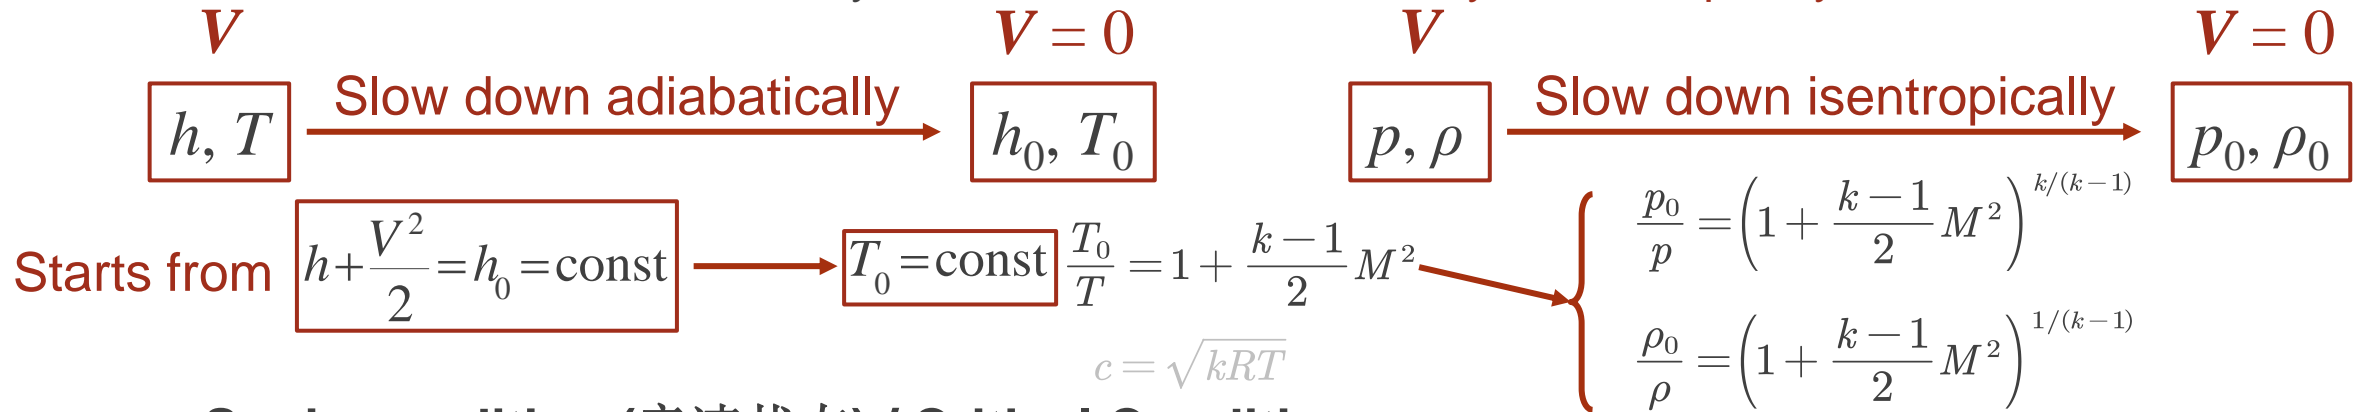 V V = 0 V V = 0
h, T Slow down adiabatically h₀, T₀ p, ρ Slow down isentropically p₀, ρ₀
Starts from h + V²/2 = h₀ = const T₀ = const T₀/T = 1 + (k − 1)/2 M² p₀/p = (1 + (k − 1)/2 M²)^(k/(k − 1))
c = √kRT ρ₀/ρ = (1 + (k − 1)/2 M²)^(1/(k − 1))